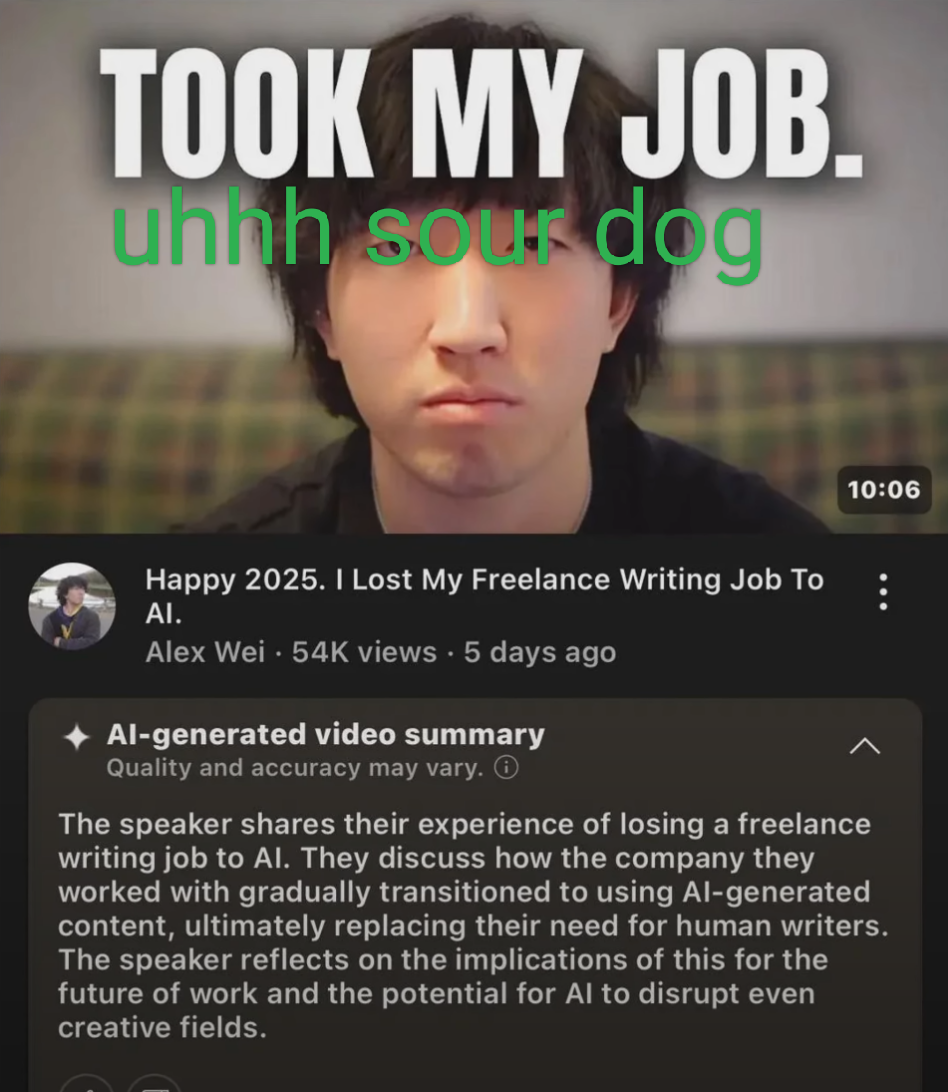 TOOK MY JOB.
uhhh sour dog
10:06
Happy 2025. I Lost My Freelance Writing Job To
AI.
Alex Wei · 54K views · 5 days ago
AI-generated video summary
Quality and accuracy may vary.
The speaker shares their experience of losing a freelance
writing job to AI. They discuss how the company they
worked with gradually transitioned to using AI-generated
content, ultimately replacing their need for human writers.
The speaker reflects on the implications of this for the
future of work and the potential for AI to disrupt even
creative fields.